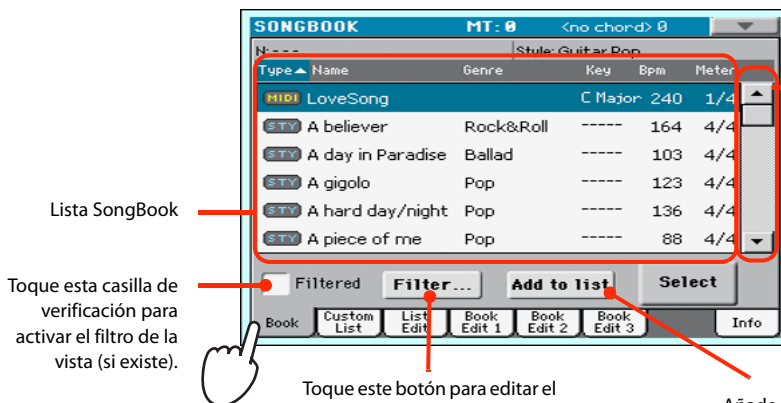 SONGBOOK MT: 0 <no chord> 0
N: - - - Style: Guitar Pop
Type Name Genre Key Bpm Meter
MIDI LoveSong C Major 240 1/4
STY A believer Rock&Roll ----- 164 4/4
STY A day in Paradise Ballad ----- 103 4/4
STY A gigolo Pop ----- 123 4/4
STY A hard day/night Pop ----- 136 4/4
STY A piece of me Pop ----- 88 4/4
Filtered Filter... Add to list Select
Book Custom List List Edit Book Edit 1 Book Edit 2 Book Edit 3 Info
Lista SongBook
Toque esta casilla de
verificación para
activar el filtro de la
vista (si existe).
Toque este botón para editar el
Añade